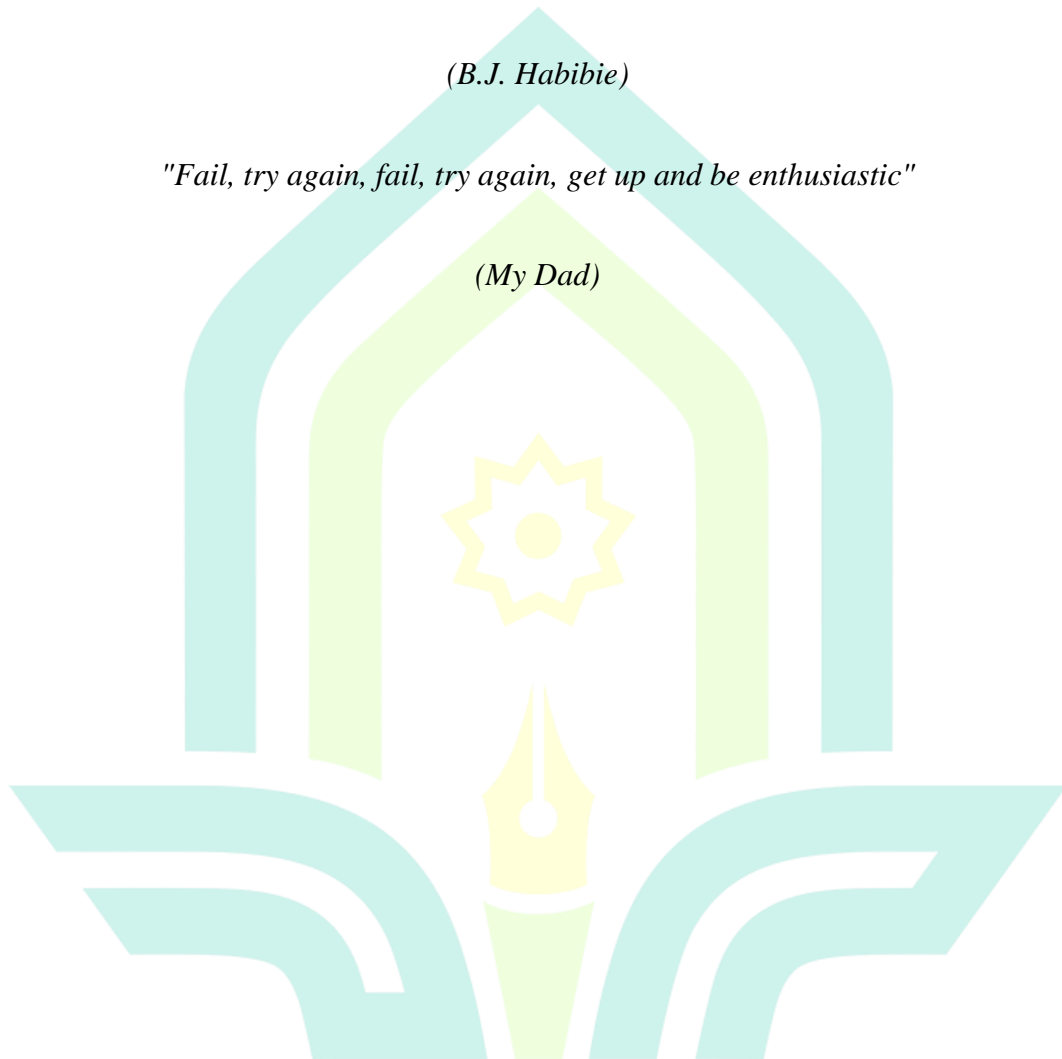 (B.J. Habibie)
"Fail, try again, fail, try again, get up and be enthusiastic"
(My Dad)